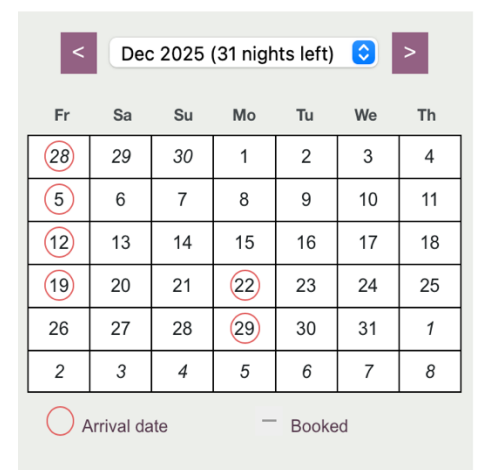 < Dec 2025 (31 nights left) >
Fr Sa Su Mo Tu We Th
28 29 30 1 2 3 4
5 6 7 8 9 10 11
12 13 14 15 16 17 18
19 20 21 22 23 24 25
26 27 28 29 30 31 1
2 3 4 5 6 7 8
Arrival date — Booked